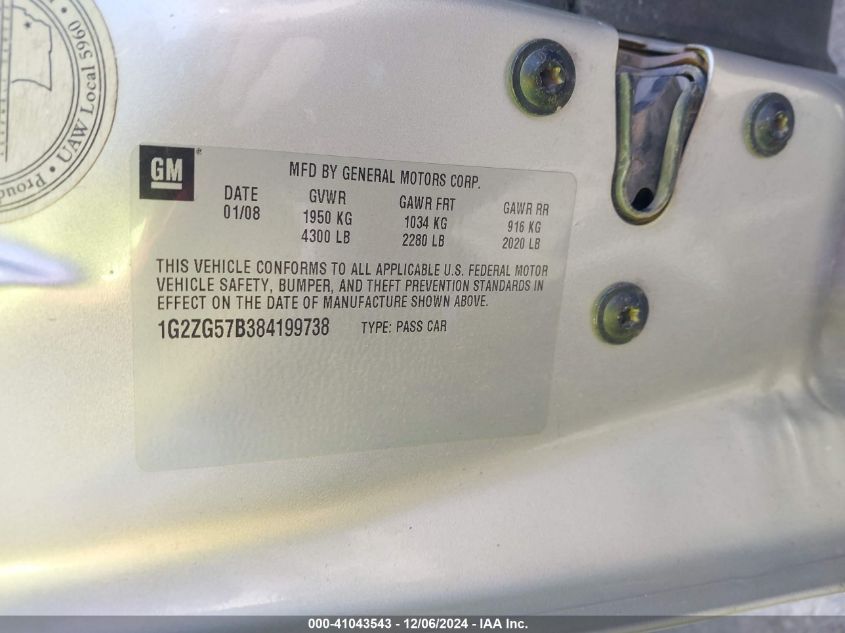 Proud
UAW Local 5960
GM
MFD BY GENERAL MOTORS CORP.
DATE GVWR GAWR FRT GAWR RR
01/08 1950 KG 1034 KG 916 KG
4300 LB 2280 LB 2020 LB
THIS VEHICLE CONFORMS TO ALL APPLICABLE U.S. FEDERAL MOTOR
VEHICLE SAFETY, BUMPER, AND THEFT PREVENTION STANDARDS IN
EFFECT ON THE DATE OF MANUFACTURE SHOWN ABOVE.
1G2ZG57B384199738 TYPE: PASS CAR
000-41043543 / 12/06/2024 - IAA Inc.